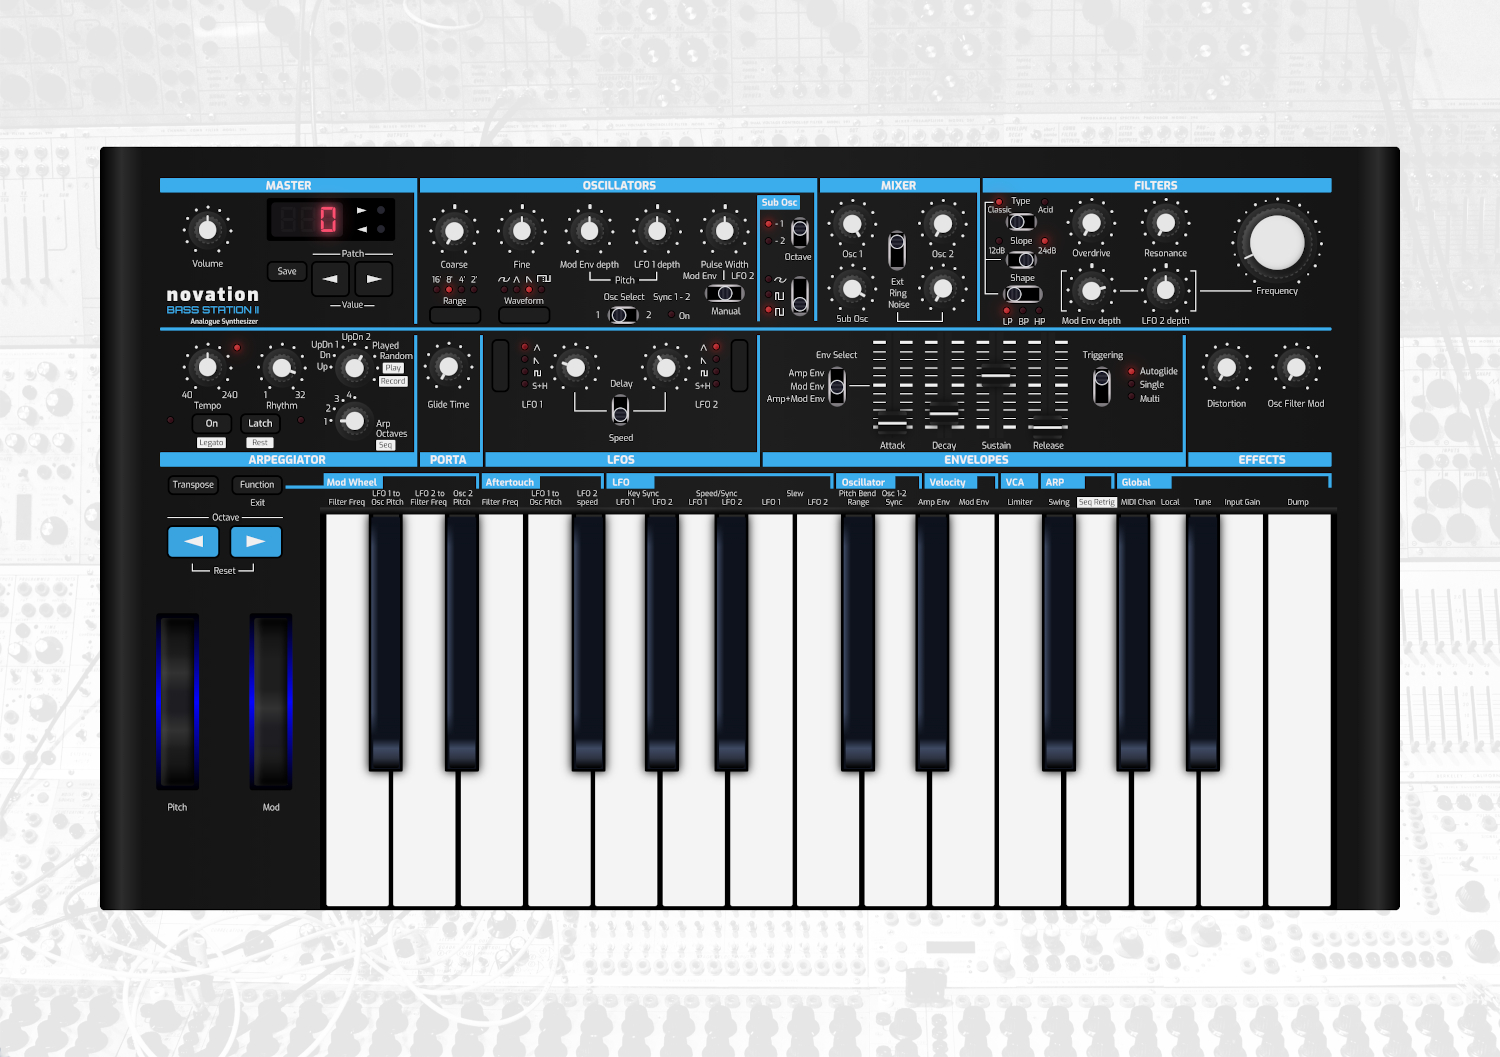 MASTER
OSCILLATORS
MIXER
FILTERS
0
Volume
Patch
Save
Value
novation
BASS STATION II
Analogue Synthesizer
Coarse
Fine
Mod Env depth
LFO 1 depth
Pulse Width
Pitch
Mod Env
LFO 2
16' 8' 4' 2'
Range
Waveform
Osc Select
Sync 1 - 2
1
2
On
Manual
Sub Osc
- 1
- 2
Octave
Osc 1
Osc 2
Ext
Ring
Noise
Sub Osc
Type
Classic
Acid
Slope
12dB
24dB
Shape
LP BP HP
Overdrive
Resonance
Mod Env depth
LFO 2 depth
Frequency
UpDn 2
UpDn 1
Played
Dn
Random
Up
Play
Record
40
240
1
32
Tempo
Rhythm
3
4
2
1
On
Latch
Arp
Octaves
Legato
Rest
Seq
Glide Time
S+H
LFO 1
Delay
Speed
S+H
LFO 2
Env Select
Amp Env
Mod Env
Amp+Mod Env
Attack
Decay
Sustain
Release
Triggering
Autoglide
Single
Multi
Distortion
Osc Filter Mod
ARPEGGIATOR
PORTA
LFOS
ENVELOPES
EFFECTS
Transpose
Function
Exit
Mod Wheel
Aftertouch
LFO
Oscillator
Velocity
VCA
ARP
Global
Filter Freq
LFO 1 to
Osc Pitch
LFO 2 to
Filter Freq
Osc 2
Pitch
Filter Freq
LFO 1 to
Osc Pitch
LFO 2
speed
Key Sync
LFO 1
LFO 2
Speed/Sync
LFO 1
LFO 2
Slew
LFO 1
LFO 2
Pitch Bend
Range
Osc 1-2
Sync
Amp Env
Mod Env
Limiter
Swing
Seq Retrig
MIDI Chan
Local
Tune
Input Gain
Dump
Octave
Reset
Pitch
Mod